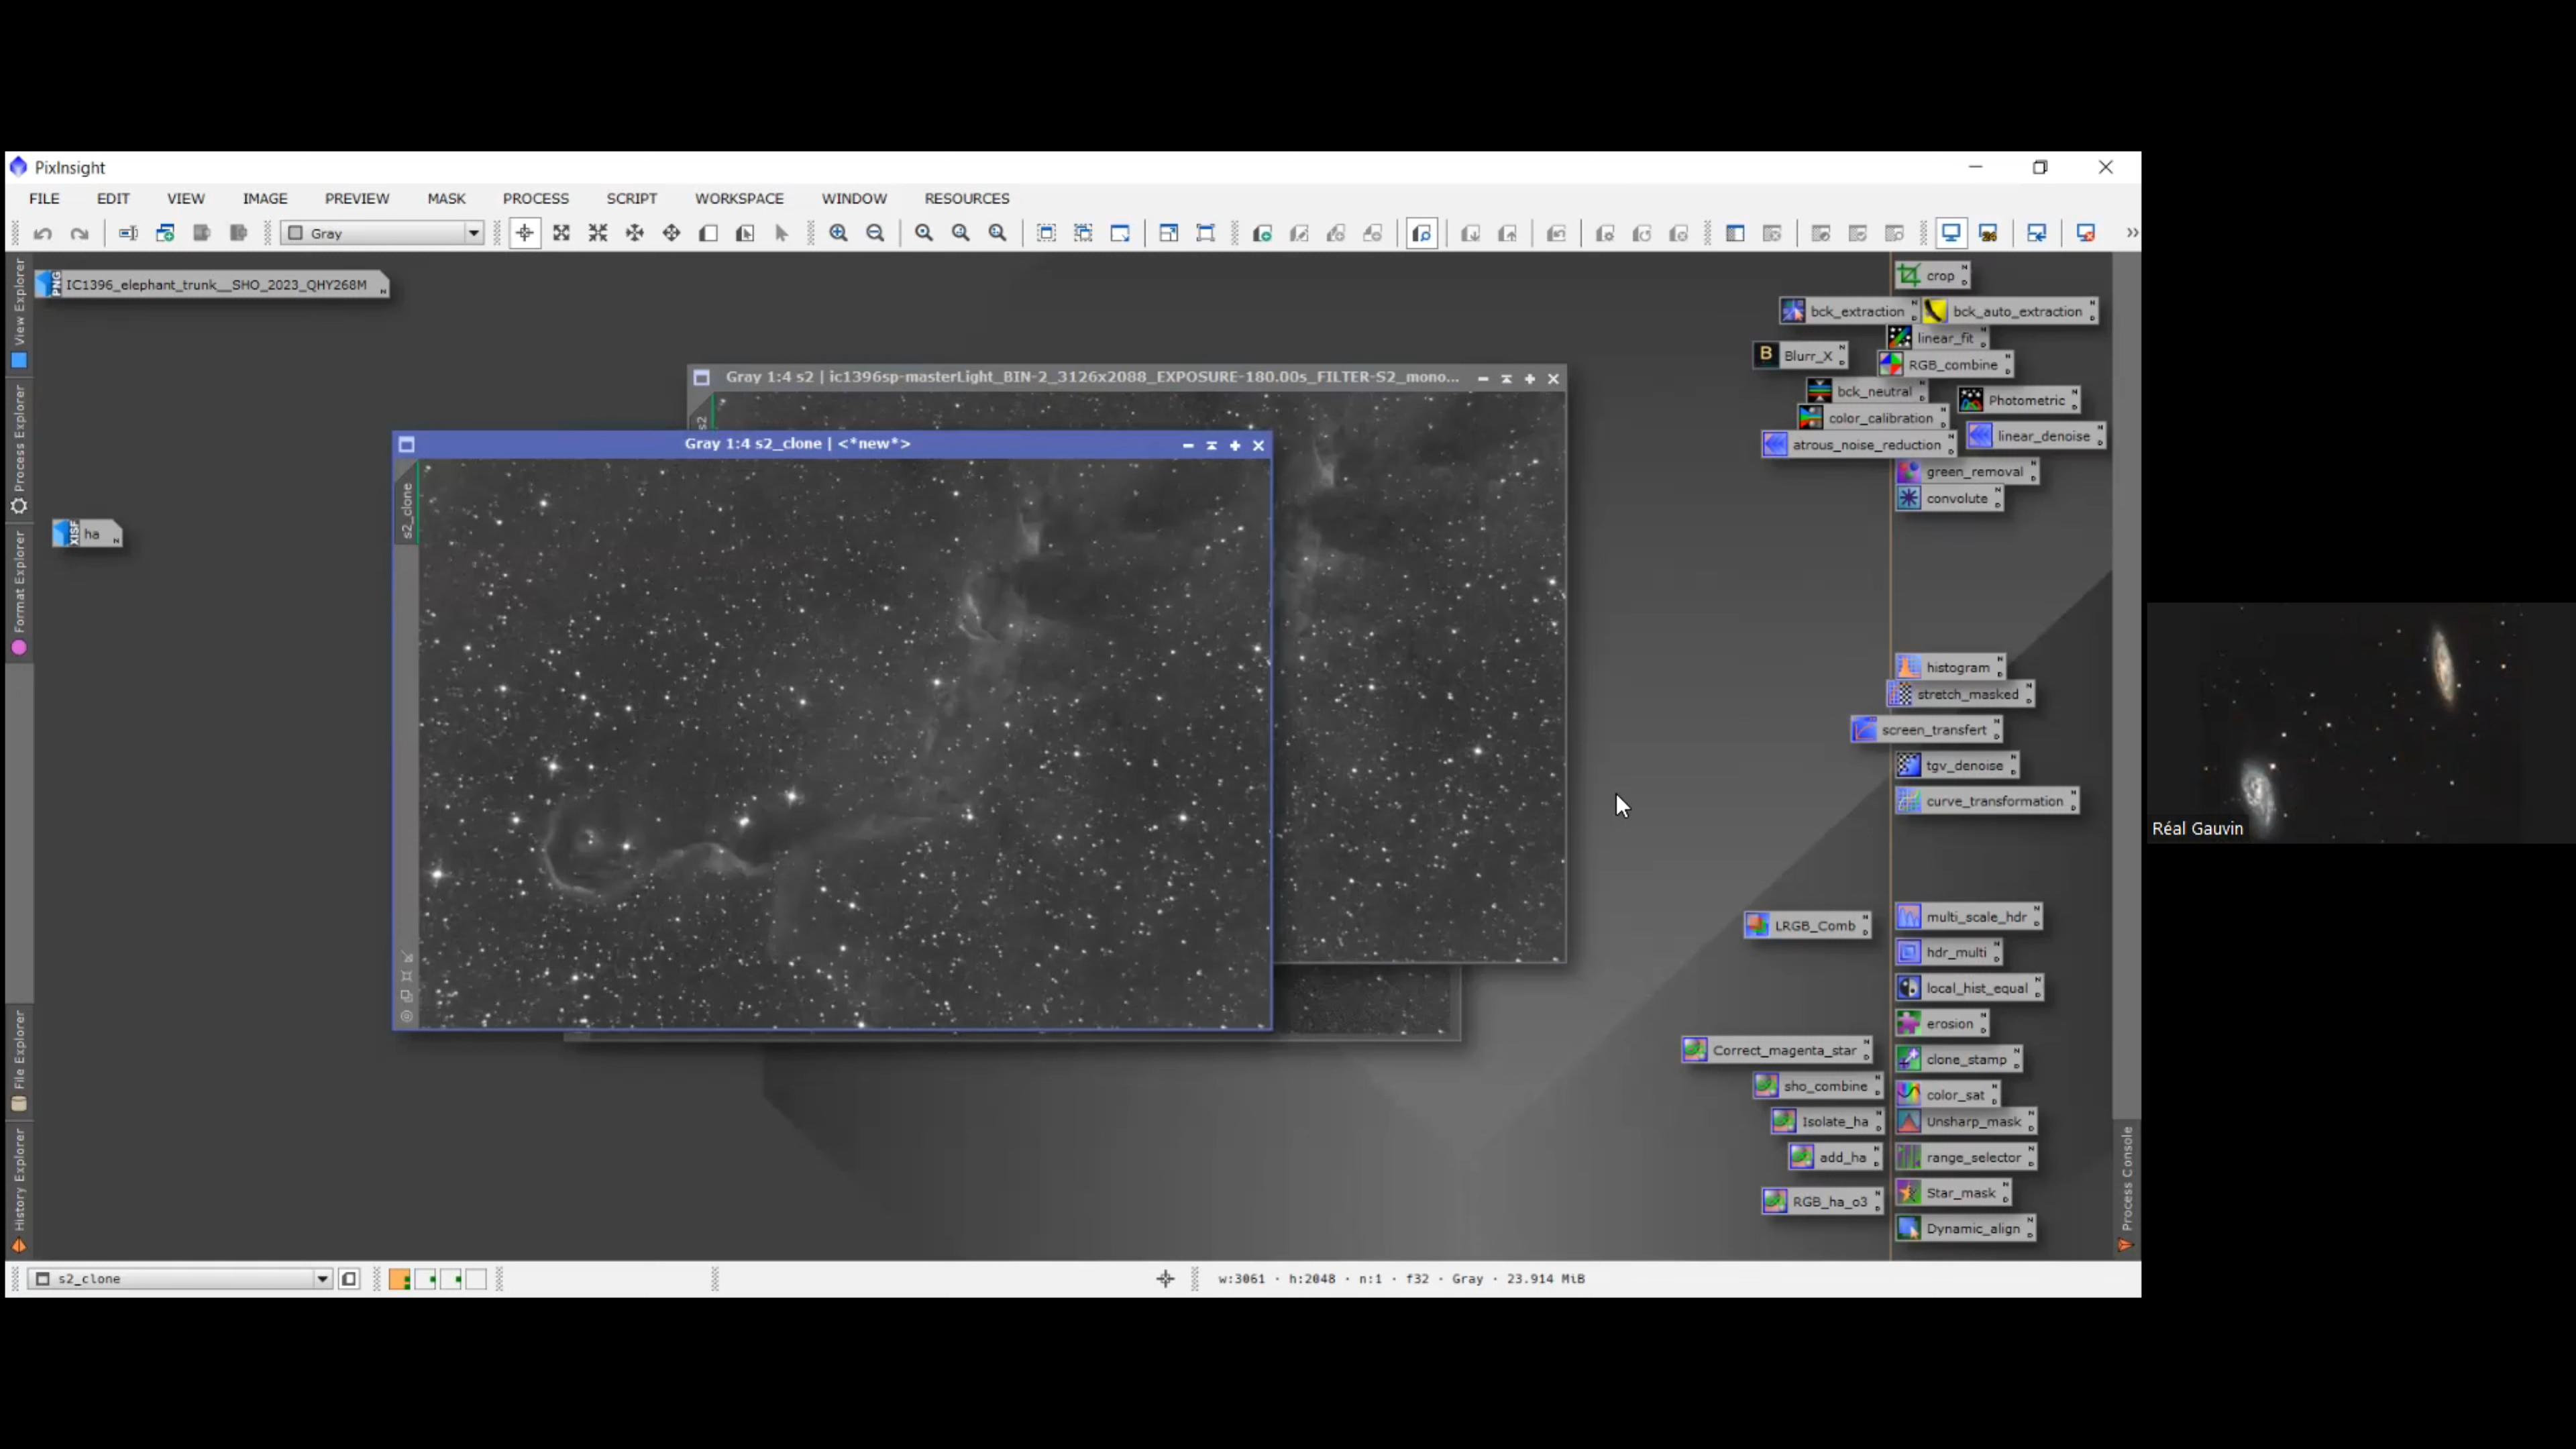 PixInsight
FILE EDIT VIEW IMAGE PREVIEW MASK PROCESS SCRIPT WORKSPACE WINDOW RESOURCES
Gray
View Explorer
Process Explorer
Format Explorer
File Explorer
History Explorer
PNG IC1396_elephant_trunk__SHO_2023_QHY268M N
XISF ha N
Gray 1:4 s2 | ic1396sp-masterLight_BIN-2_3126x2088_EXPOSURE-180.00s_FILTER-S2_mono...
s2
Gray 1:4 s2_clone | <*new*>
s2_clone
crop
bck_extraction bck_auto_extraction
linear_fit
B Blurr_X RGB_combine
bck_neutral Photometric
color_calibration
atrous_noise_reduction linear_denoise
green_removal
convolute
histogram
stretch_masked
screen_transfert
tgv_denoise
curve_transformation
LRGB_Comb multi_scale_hdr
hdr_multi
local_hist_equal
erosion
Correct_magenta_star clone_stamp
sho_combine color_sat
Isolate_ha Unsharp_mask
add_ha range_selector
RGB_ha_o3 Star_mask
Dynamic_align
Process Console
s2_clone
w:3061 · h:2048 · n:1 · f32 · Gray · 23.914 MiB
Réal Gauvin